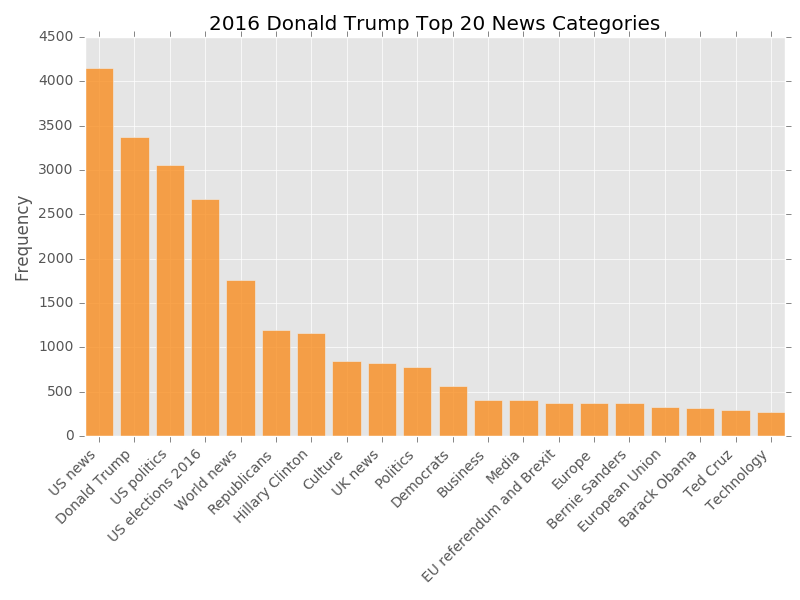 2016 Donald Trump Top 20 News Categories
4500
4000
3500
3000
2500
2000
1500
1000
500
0
Frequency
US news
Donald Trump
US politics
US elections 2016
World news
Republicans
Hillary Clinton
Culture
UK news
Politics
Democrats
Business
Media
EU referendum and Brexit
Europe
Bernie Sanders
European Union
Barack Obama
Ted Cruz
Technology